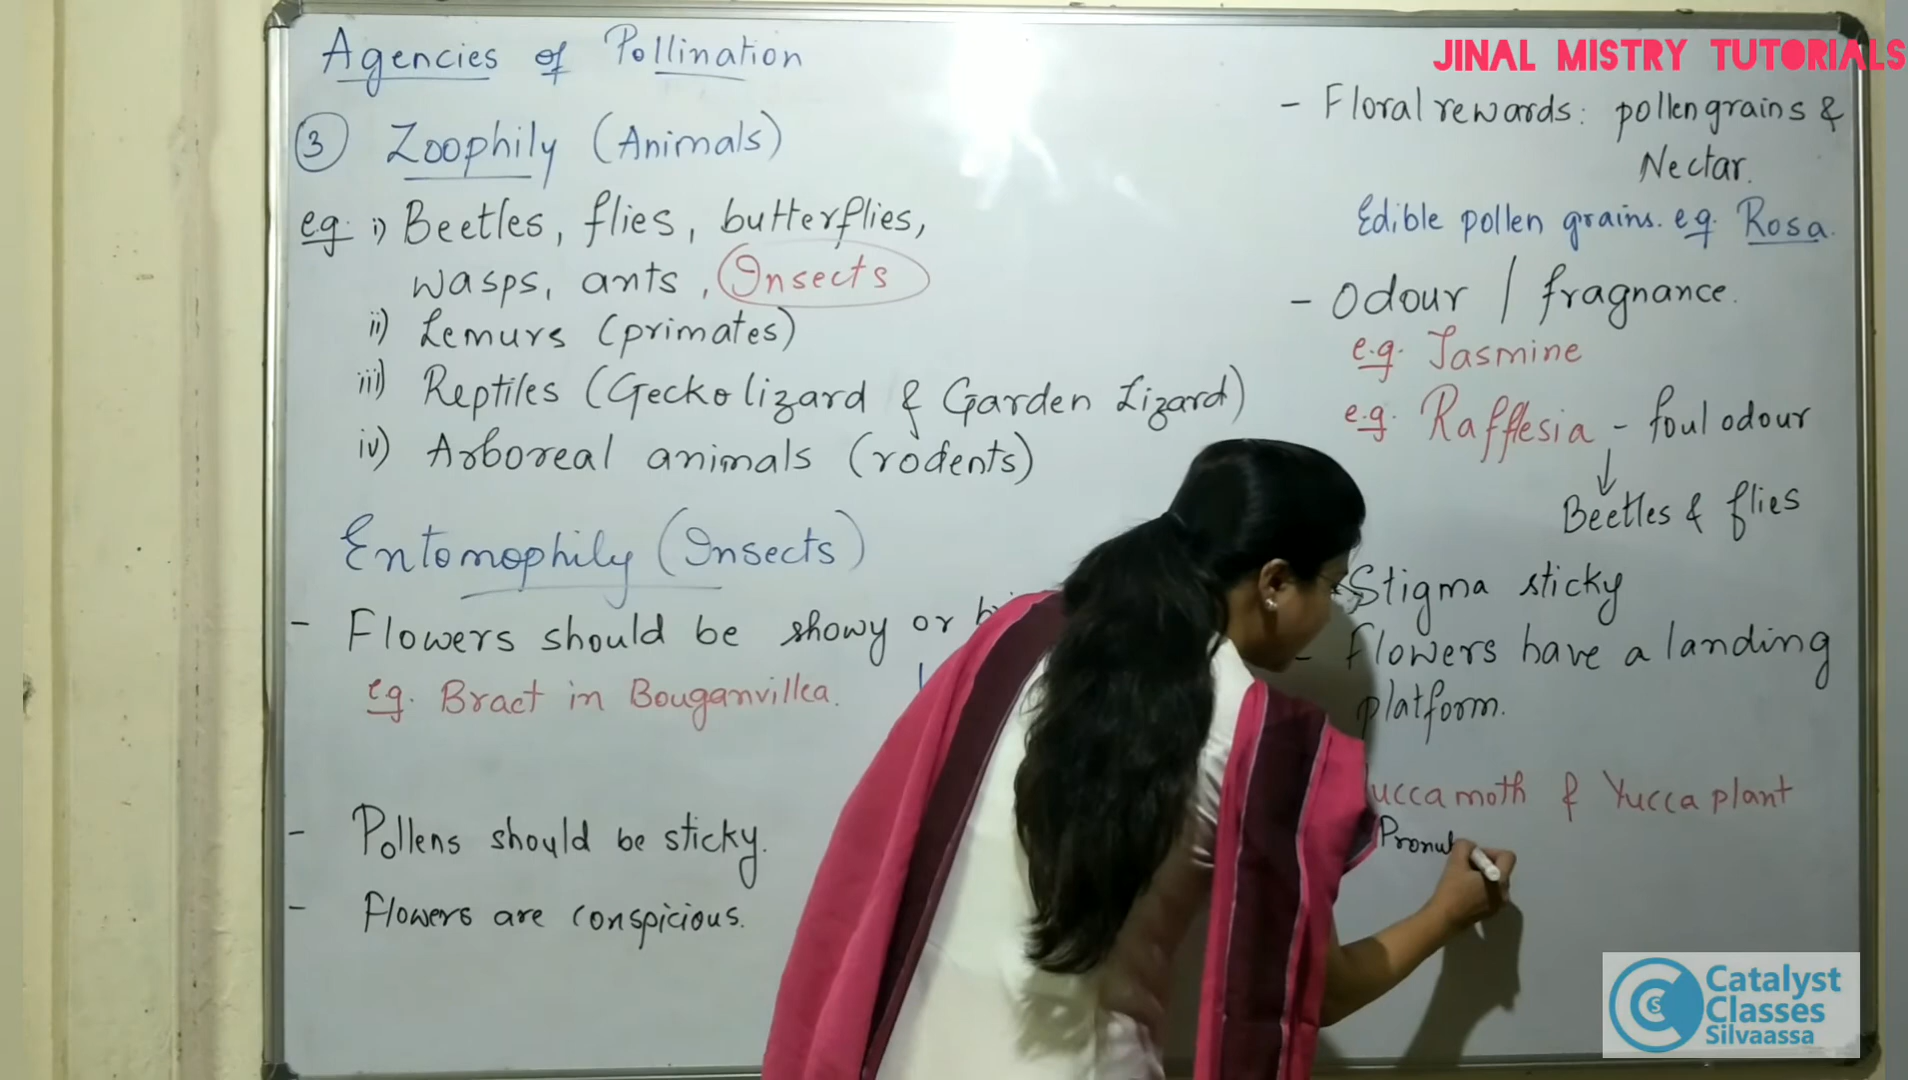 Agencies of Pollination
3 Zoophily (Animals)
eg. i) Beetles, flies, butterflies,
wasps, ants, Insects
ii) Lemurs (primates)
iii) Reptiles (Gecko lizard & Garden Lizard)
iv) Arboreal animals (rodents)
Entomophily (Insects)
- Flowers should be showy or
eg. Bract in Bouganvillea.
- Pollens should be sticky.
- Flowers are conspicious.
JINAL MISTRY TUTORIALS
- Floral rewards: pollen grains &
Nectar.
Edible pollen grains. eg. Rosa.
- Odour / fragnance.
e.g. Jasmine
e.g. Rafflesia - foul odour
↓
Beetles & flies
Stigma sticky
- Flowers have a landing
platform.
ucca moth & Yucca plant
Pronu
Catalyst
Classes
Silvaassa
CS